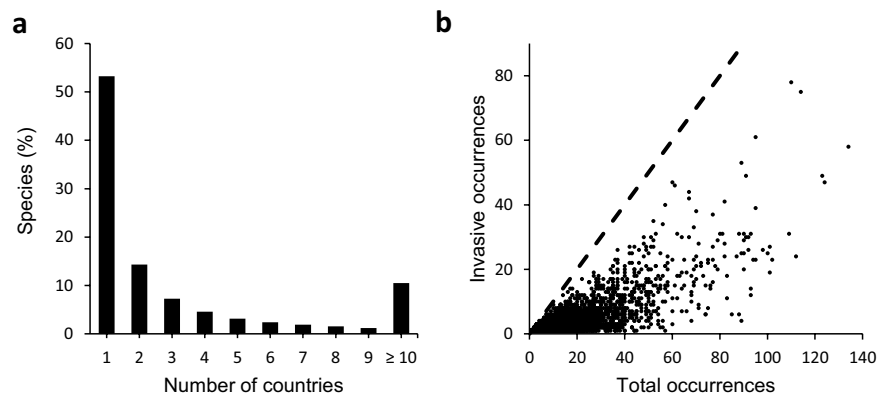 a
60
50
40
30
20
10
0
Species (%)
1 2 3 4 5 6 7 8 9 ≥ 10
Number of countries
b
80
60
40
20
0
Invasive occurrences
0 20 40 60 80 100 120 140
Total occurrences